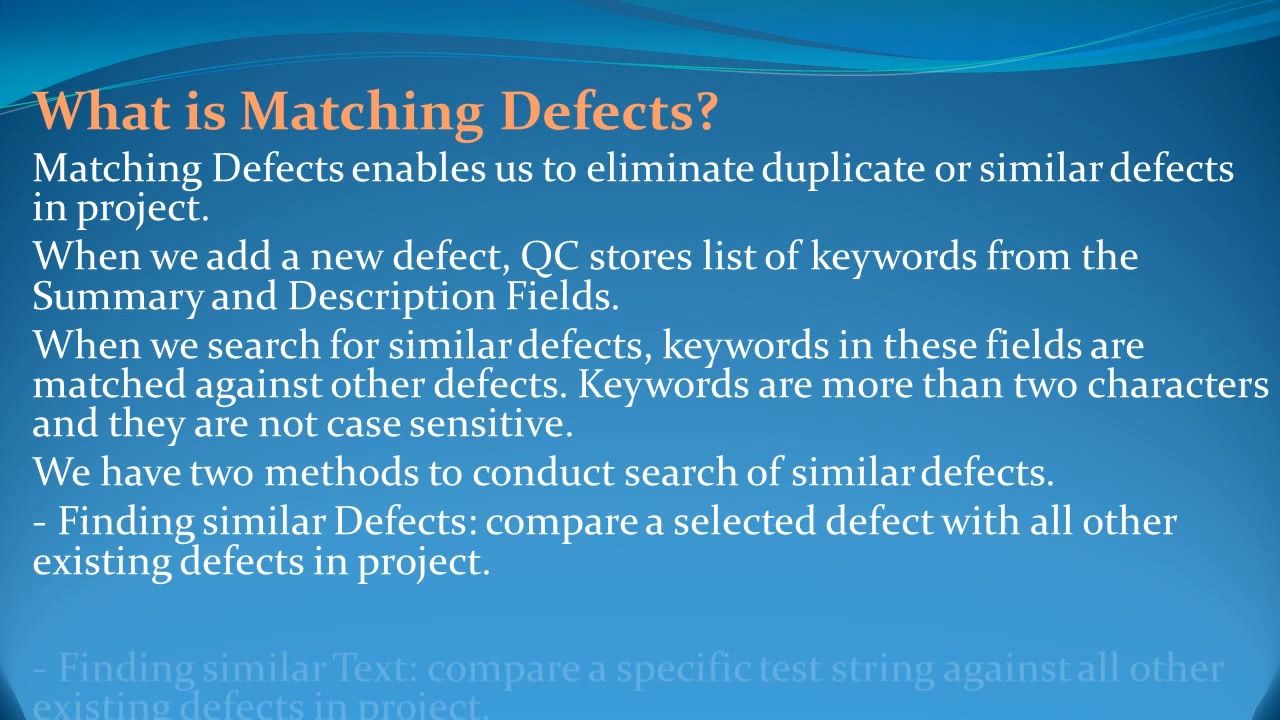 What is Matching Defects?
Matching Defects enables us to eliminate duplicate or similar defects
in project.
When we add a new defect, QC stores list of keywords from the
Summary and Description Fields.
When we search for similar defects, keywords in these fields are
matched against other defects. Keywords are more than two characters
and they are not case sensitive.
We have two methods to conduct search of similar defects.
- Finding similar Defects: compare a selected defect with all other
existing defects in project.
- Finding similar Text: compare a specific test string against all other
existing defects in project.